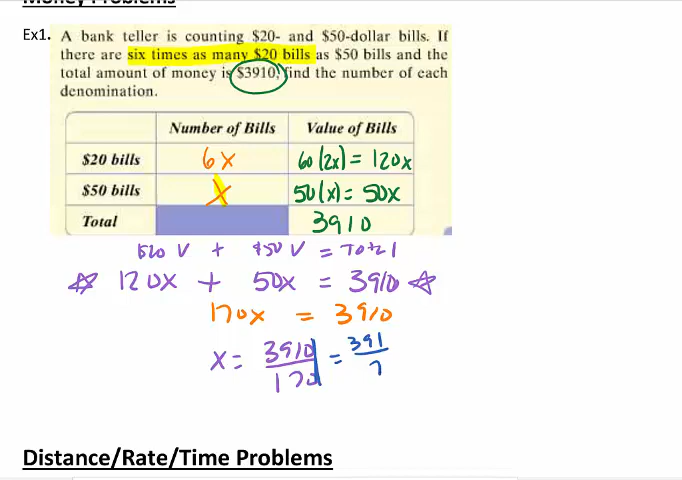 Money Problems
Ex1. A bank teller is counting $20- and $50-dollar bills. If
there are six times as many $20 bills as $50 bills and the
total amount of money is $3910, find the number of each
denomination.
Number of Bills Value of Bills
$20 bills 6x 60(2x) = 120x
$50 bills x 50(x) = 50x
Total 3910
$20 V + $50 V = Total
☆ 120x + 50x = 3910 ☆
170x = 3910
x = 3910/170 = 391/
Distance/Rate/Time Problems